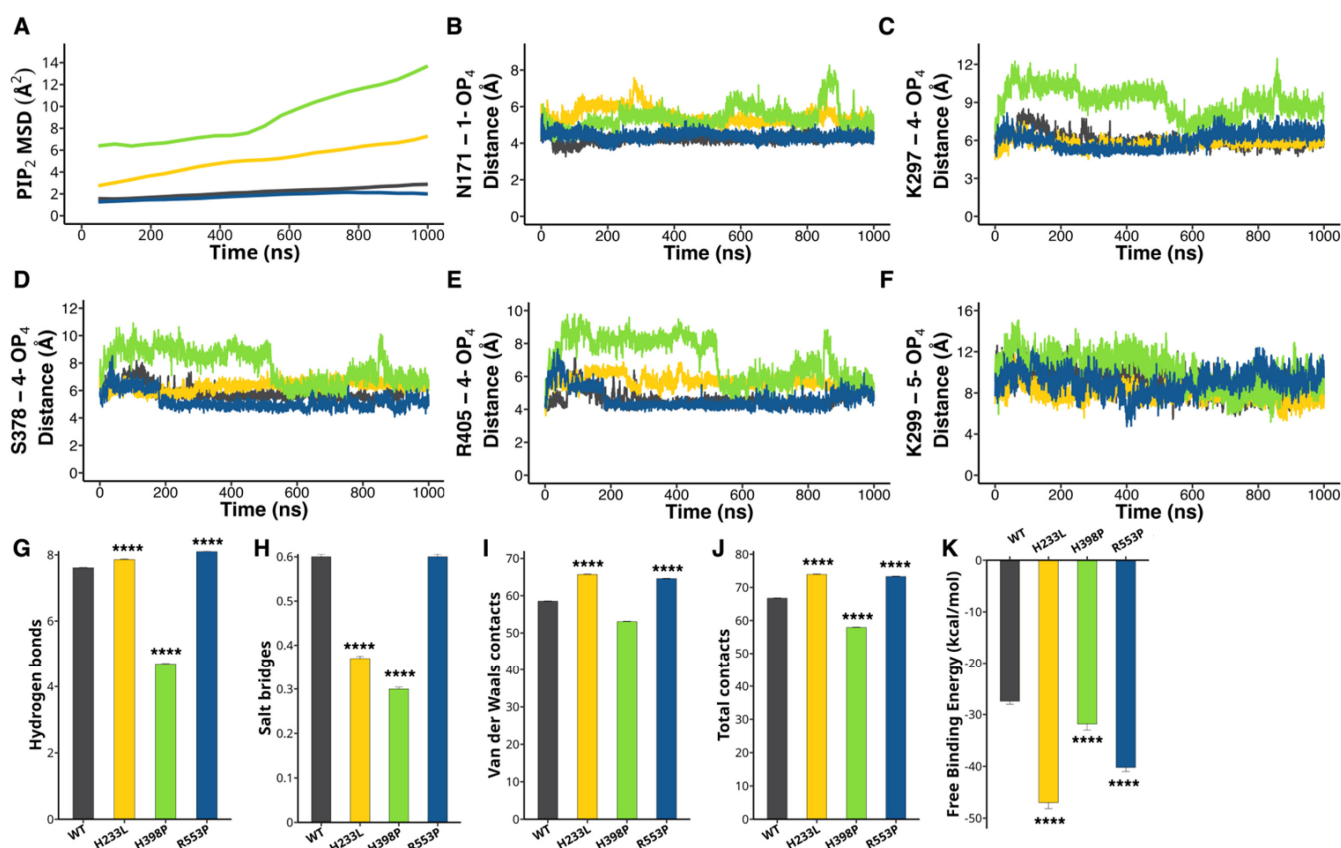 A
PIP₂ MSD (Å²)
14
12
10
8
6
4
2
0
0
200
400
600
800
1000
Time (ns)
B
N171 – 1- OP₄
Distance (Å)
8
6
4
2
0
0
200
400
600
800
1000
Time (ns)
C
K297 – 4- OP₄
Distance (Å)
12
9
6
3
0
0
200
400
600
800
1000
Time (ns)
D
S378 – 4- OP₄
Distance (Å)
12
10
8
6
4
2
0
0
200
400
600
800
1000
Time (ns)
E
R405 – 4- OP₄
Distance (Å)
10
8
6
4
2
0
0
200
400
600
800
1000
Time (ns)
F
K299 – 5- OP₄
Distance (Å)
16
12
8
4
0
0
200
400
600
800
1000
Time (ns)
G
Hydrogen bonds
8
6
4
2
0
****
****
****
WT
H233L
H398P
R553P
H
Salt bridges
0.6
0.5
0.4
0.3
0.2
0.1
0
****
****
WT
H233L
H398P
R553P
I
Van der Waals contacts
70
60
50
40
30
20
10
0
****
****
WT
H233L
H398P
R553P
J
Total contacts
80
70
60
50
40
30
20
10
0
****
****
****
WT
H233L
H398P
R553P
K
Free Binding Energy (kcal/mol)
WT
H233L
H398P
R553P
0
-10
-20
-30
-40
-50
****
****
****